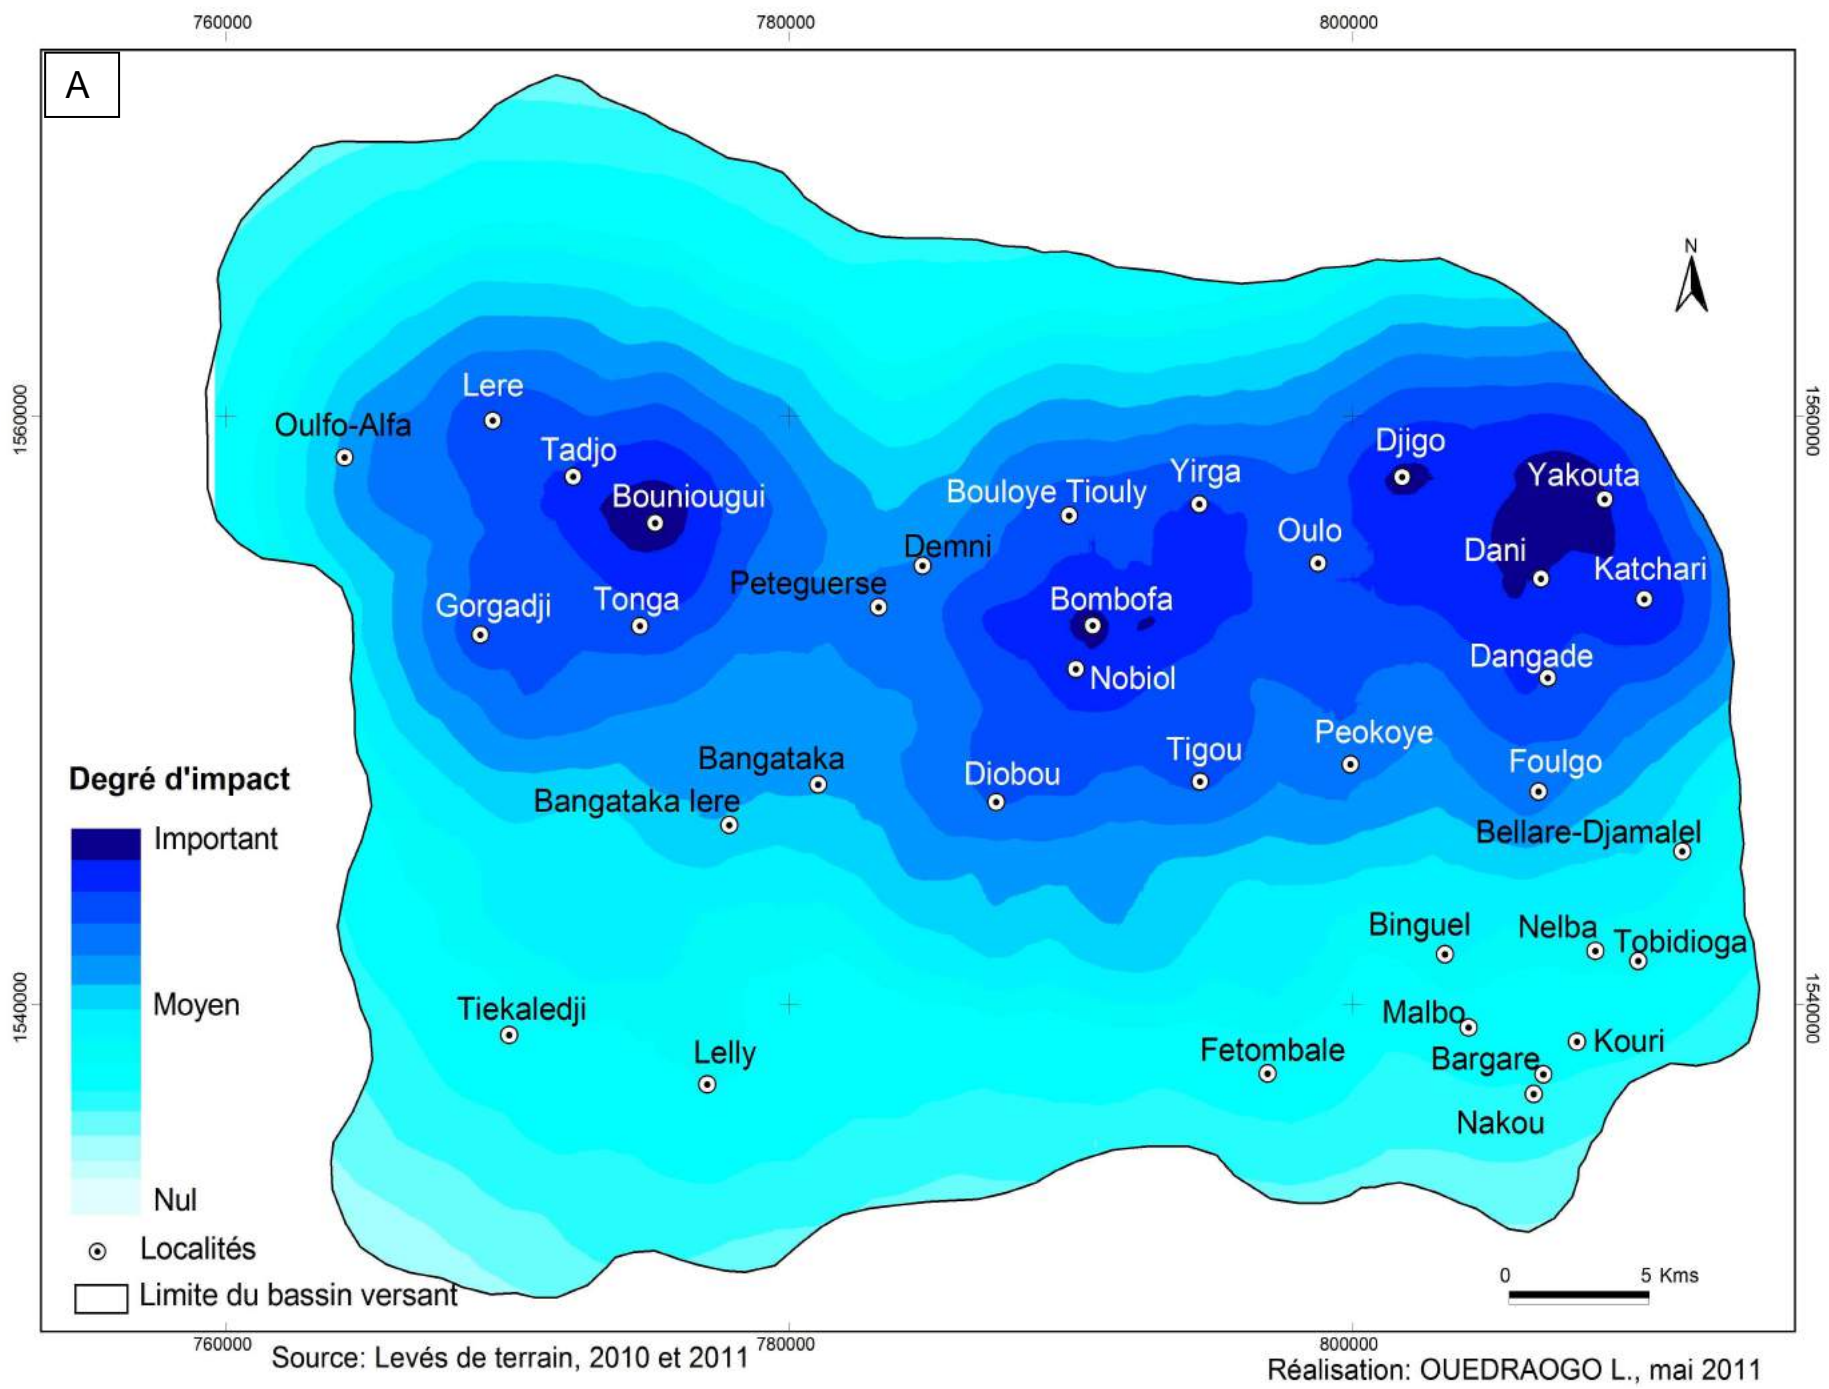 760000 780000 800000
A
N
Lere
1560000
1560000
Oulfo-Alfa
Djigo
Tadjo
Yirga
Yakouta
Bouloye Tiouly
Bouniougui
Oulo
Demni
Dani
Katchari
Peteguerse
Gorgadji
Tonga
Bombofa
Dangade
Nobiol
Peokoye
Tigou
Bangataka
Foulgo
Diobou
Degré d'impact
Bangataka Iere
Bellare-Djamalel
Important
Binguel
Nelba
Tobidioga
Moyen
1540000
1540000
Tiekaledji
Malbo
Kouri
Lelly
Fetombale
Bargare
Nakou
Nul
Localités
0 5 Kms
Limite du bassin versant
760000 780000 800000
Source: Levés de terrain, 2010 et 2011
Réalisation: OUEDRAOGO L., mai 2011